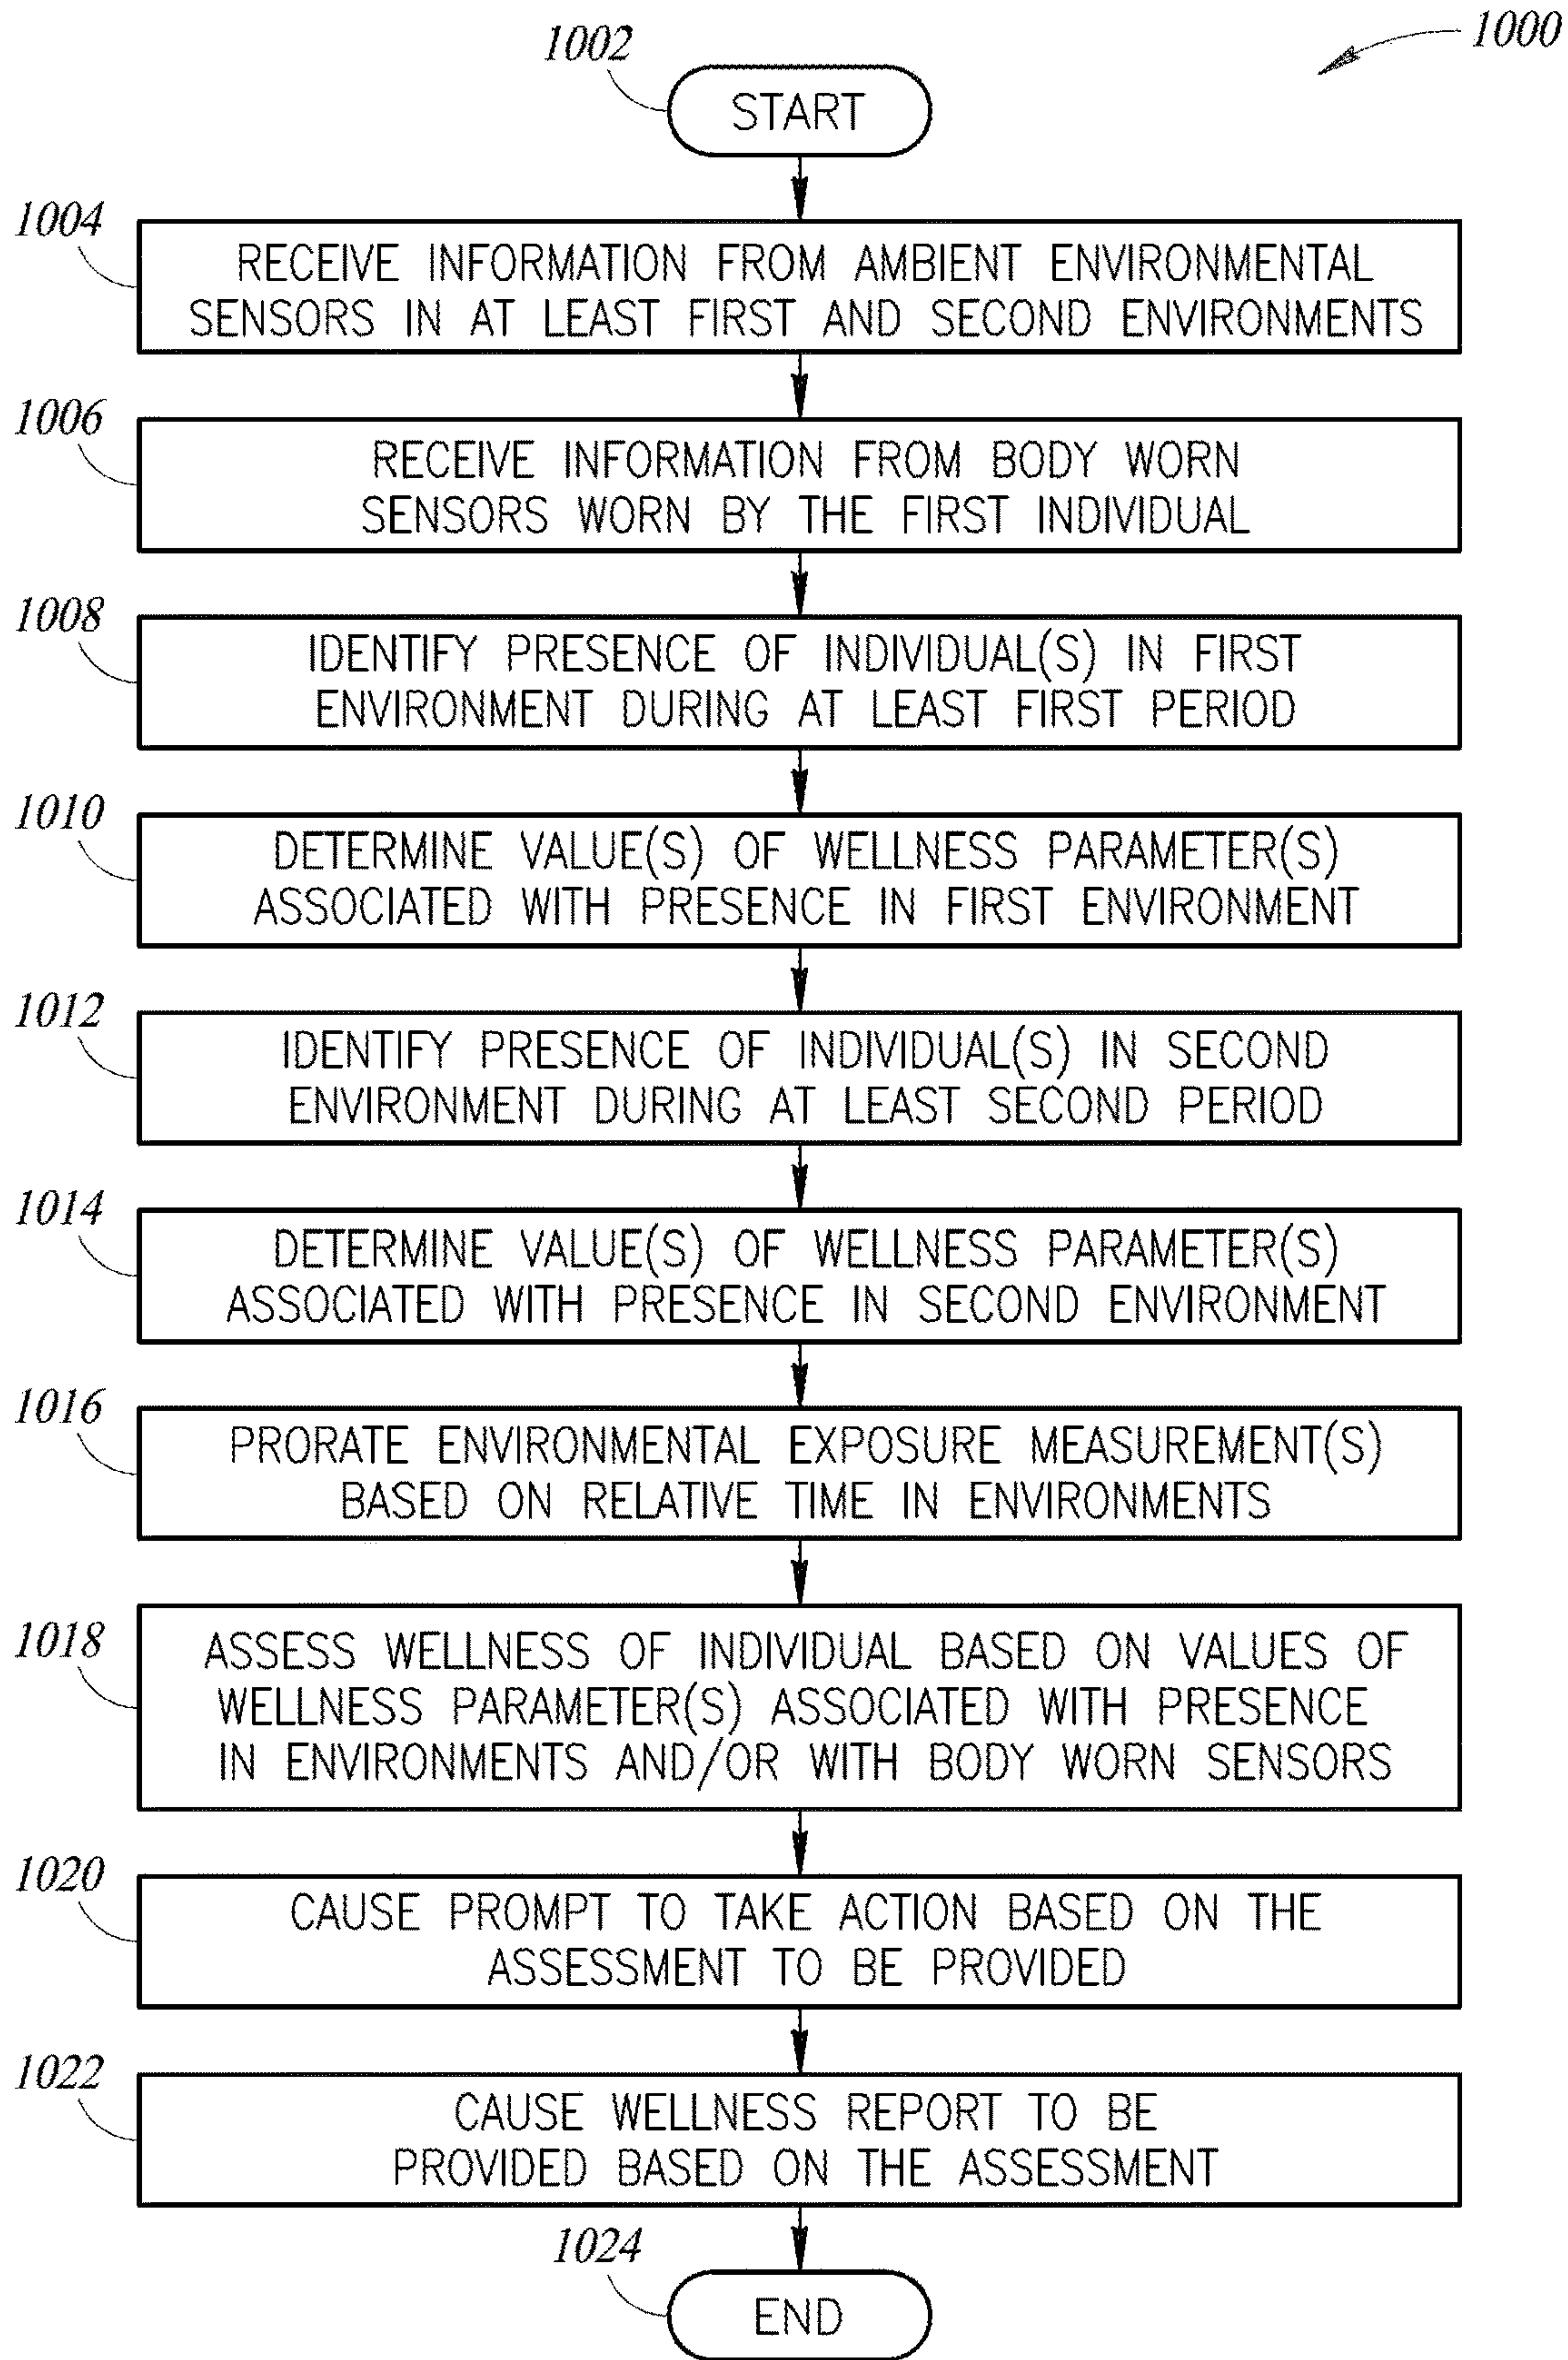 1000
1002
START
1004
RECEIVE INFORMATION FROM AMBIENT ENVIRONMENTAL
SENSORS IN AT LEAST FIRST AND SECOND ENVIRONMENTS
1006
RECEIVE INFORMATION FROM BODY WORN
SENSORS WORN BY THE FIRST INDIVIDUAL
1008
IDENTIFY PRESENCE OF INDIVIDUAL(S) IN FIRST
ENVIRONMENT DURING AT LEAST FIRST PERIOD
1010
DETERMINE VALUE(S) OF WELLNESS PARAMETER(S)
ASSOCIATED WITH PRESENCE IN FIRST ENVIRONMENT
1012
IDENTIFY PRESENCE OF INDIVIDUAL(S) IN SECOND
ENVIRONMENT DURING AT LEAST SECOND PERIOD
1014
DETERMINE VALUE(S) OF WELLNESS PARAMETER(S)
ASSOCIATED WITH PRESENCE IN SECOND ENVIRONMENT
1016
PRORATE ENVIRONMENTAL EXPOSURE MEASUREMENT(S)
BASED ON RELATIVE TIME IN ENVIRONMENTS
1018
ASSESS WELLNESS OF INDIVIDUAL BASED ON VALUES OF
WELLNESS PARAMETER(S) ASSOCIATED WITH PRESENCE
IN ENVIRONMENTS AND/OR WITH BODY WORN SENSORS
1020
CAUSE PROMPT TO TAKE ACTION BASED ON THE
ASSESSMENT TO BE PROVIDED
1022
CAUSE WELLNESS REPORT TO BE
PROVIDED BASED ON THE ASSESSMENT
1024
END